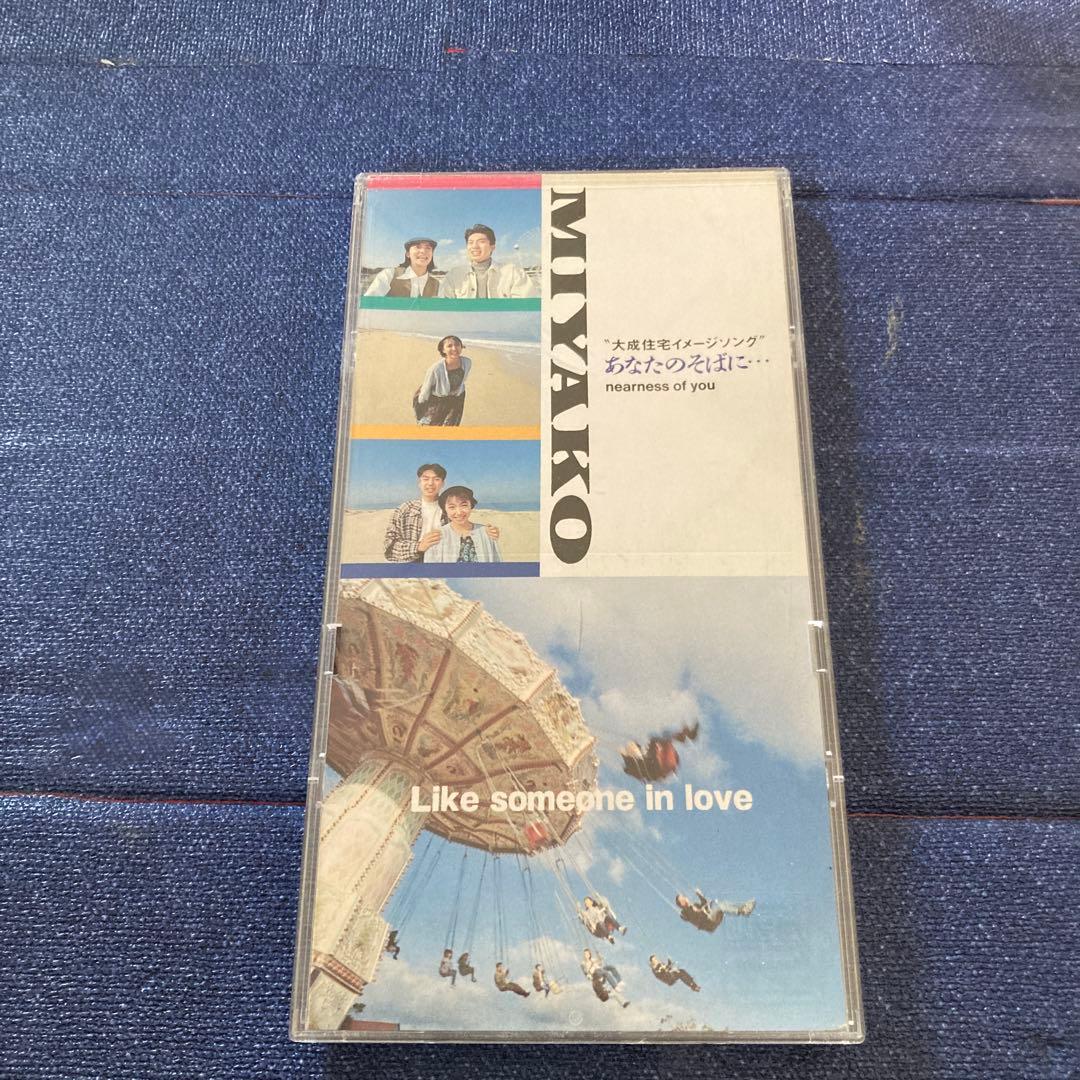 MIYAKO
"大成住宅イメージソング"
あなたのそばに…
nearness of you
Like someone in love